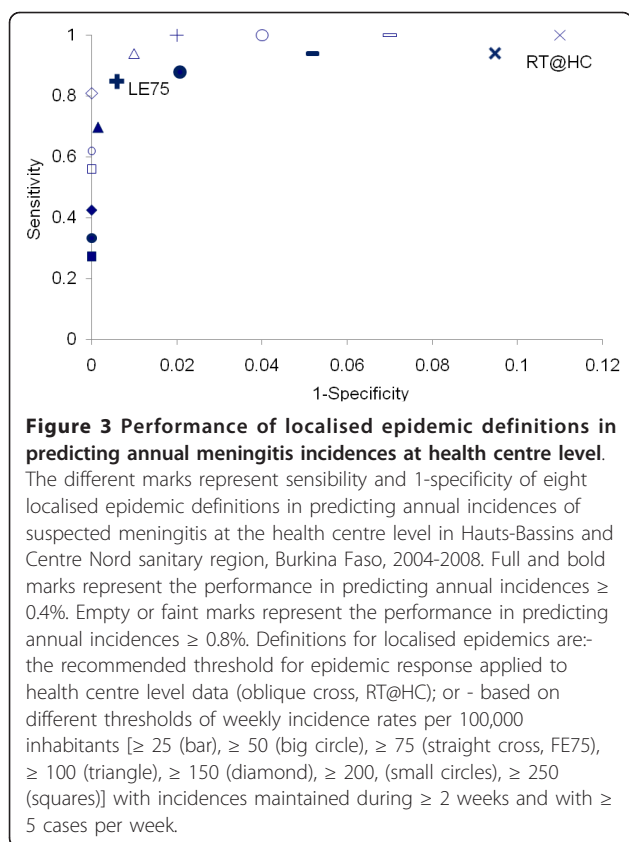 1
0.8
0.6
0.4
0.2
0
Sensitivity
LE75
RT@HC
0
0.02
0.04
0.06
0.08
0.1
0.12
1-Specificity
Figure 3 Performance of localised epidemic definitions in
predicting annual meningitis incidences at health centre level.
The different marks represent sensibility and 1-specificity of eight
localised epidemic definitions in predicting annual incidences of
suspected meningitis at the health centre level in Hauts-Bassins and
Centre Nord sanitary region, Burkina Faso, 2004-2008. Full and bold
marks represent the performance in predicting annual incidences ≥
0.4%. Empty or faint marks represent the performance in predicting
annual incidences ≥ 0.8%. Definitions for localised epidemics are:-
the recommended threshold for epidemic response applied to
health centre level data (oblique cross, RT@HC); or - based on
different thresholds of weekly incidence rates per 100,000
inhabitants [≥ 25 (bar), ≥ 50 (big circle), ≥ 75 (straight cross, FE75),
≥ 100 (triangle), ≥ 150 (diamond), ≥ 200, (small circles), ≥ 250
(squares)] with incidences maintained during ≥ 2 weeks and with ≥
5 cases per week.